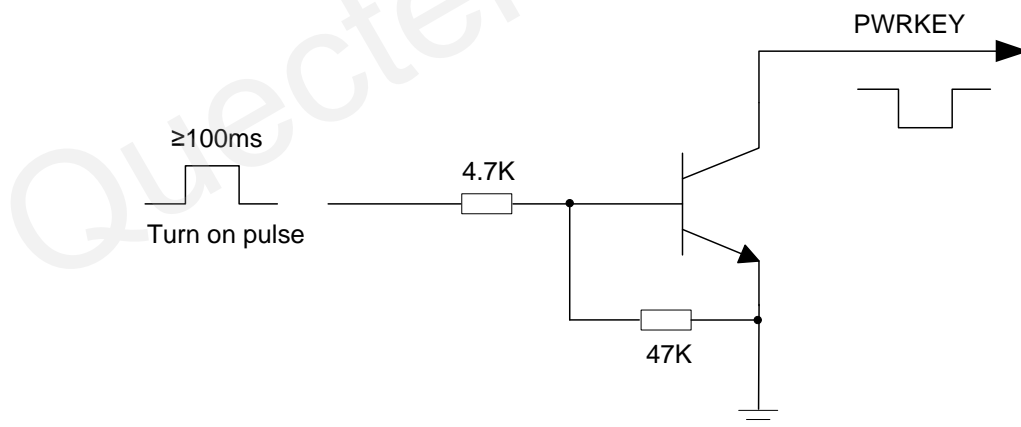 Quectel
PWRKEY
≥100ms
4.7K
Turn on pulse
47K